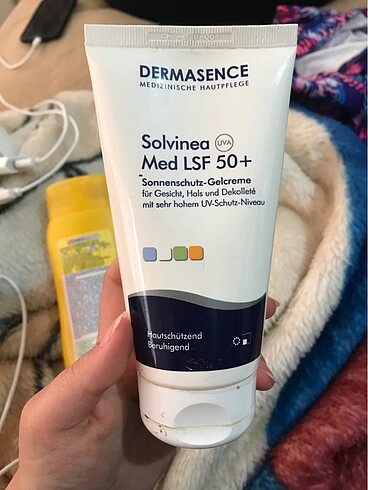 DERMASENCE
MEDIZINISCHE HAUTPFLEGE
Solvinea UVA
Med LSF 50+
Sonnenschutz-Gelcreme
für Gesicht, Hals und Dekolleté
mit sehr hohem UV-Schutz-Niveau
Hautschützend
Beruhigend